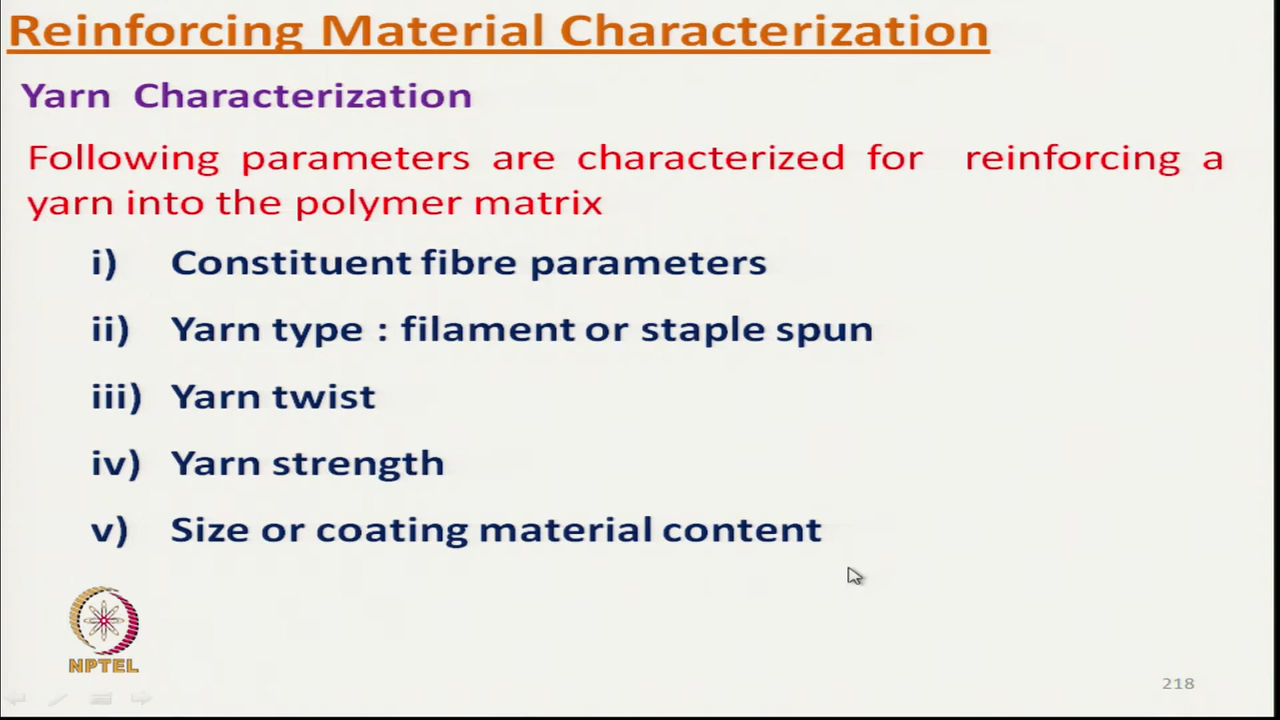 Reinforcing Material Characterization
Yarn Characterization
Following parameters are characterized for reinforcing a
yarn into the polymer matrix
i) Constituent fibre parameters
ii) Yarn type : filament or staple spun
iii) Yarn twist
iv) Yarn strength
v) Size or coating material content
NPTEL
218